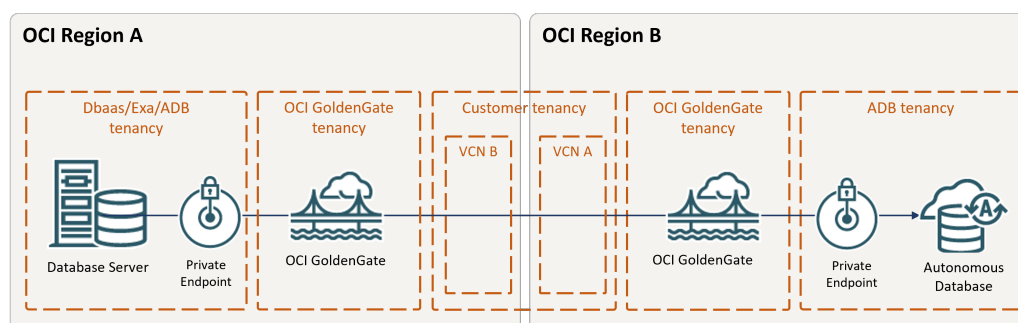 OCI Region A
OCI Region B
Dbaas/Exa/ADB
tenancy
OCI GoldenGate
tenancy
Customer tenancy
OCI GoldenGate
tenancy
ADB tenancy
VCN B
VCN A
A
Database Server
Private
Endpoint
OCI GoldenGate
OCI GoldenGate
Private
Endpoint
Autonomous
Database